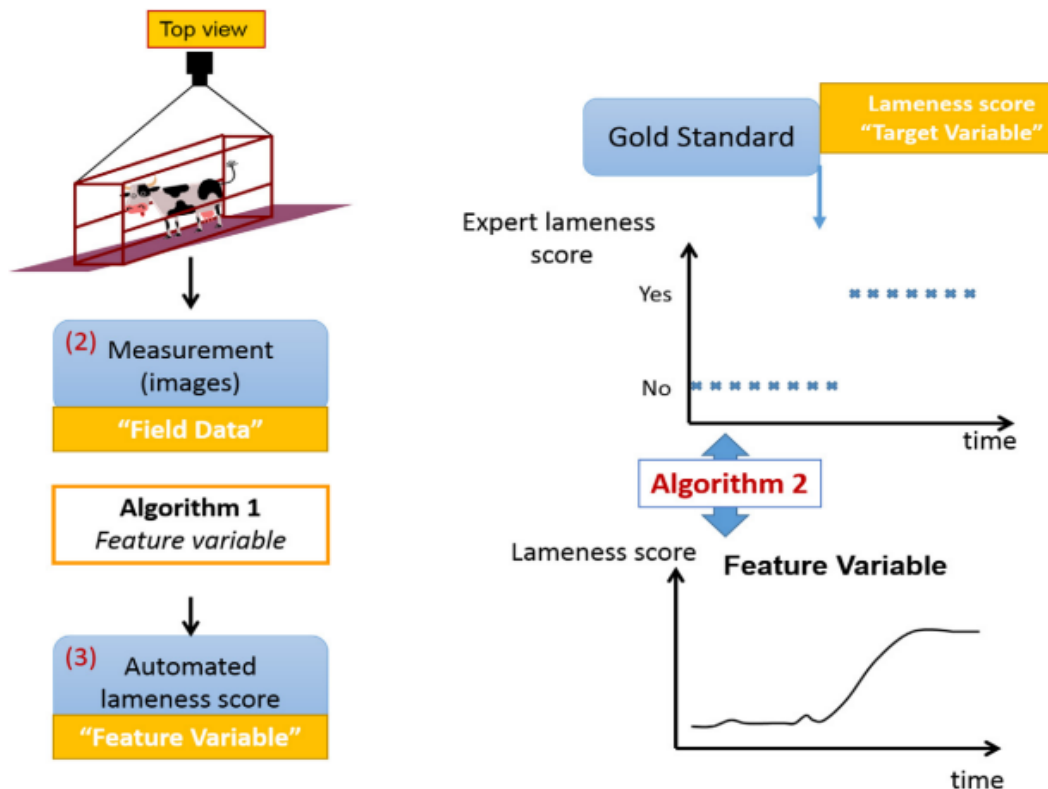 Top view
(2)
Measurement
(images)
“Field Data”
Algorithm 1
Feature variable
(3)
Automated
lameness score
“Feature Variable”
Gold Standard
Lameness score
“Target Variable”
Expert lameness
score
Yes
No
time
Algorithm 2
Lameness score
Feature Variable
time